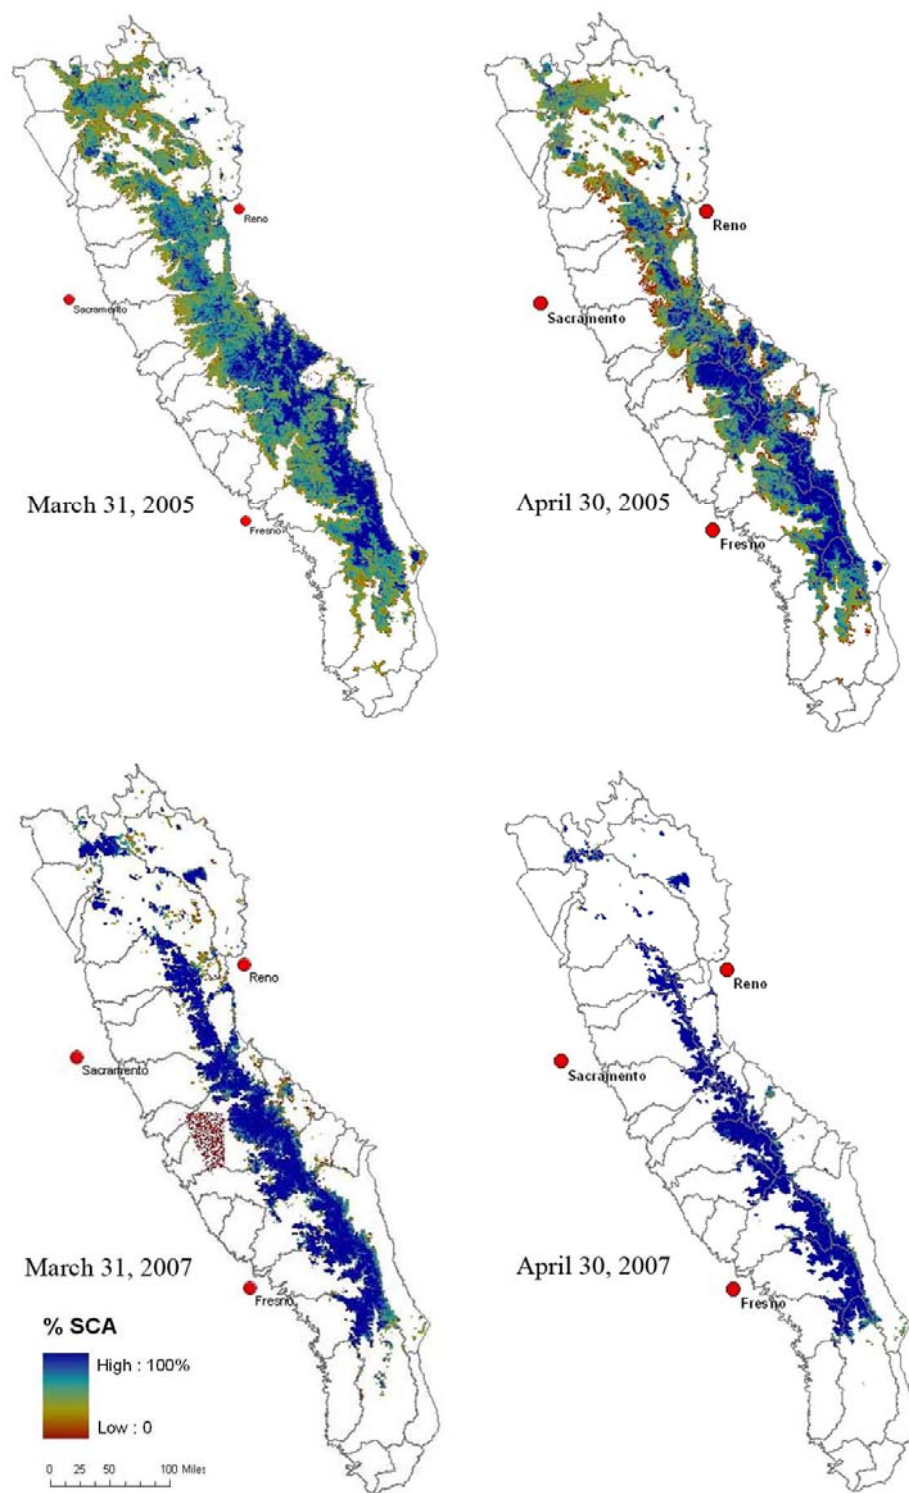 Reno
Sacramento
March 31, 2005
Fresno
Reno
Sacramento
April 30, 2005
Fresno
Reno
Sacramento
March 31, 2007
Fresno
% SCA
High : 100%
Low : 0
0 25 50 100 Miles
Reno
Sacramento
April 30, 2007
Fresno